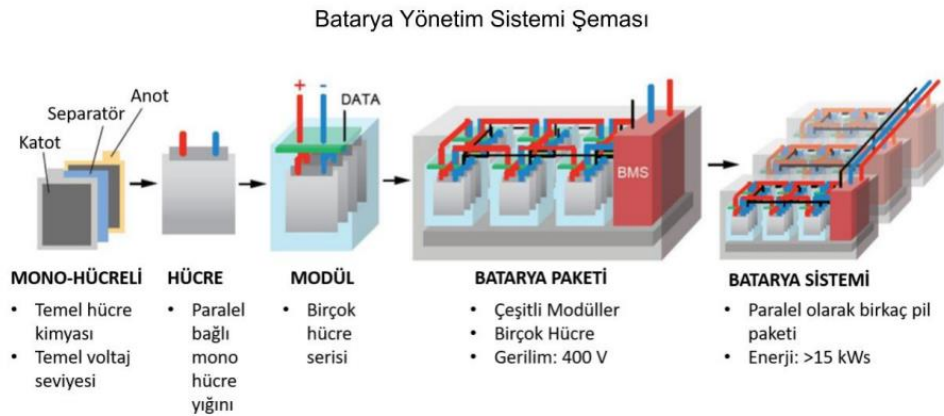 Batarya Yönetim Sistemi Şeması
Anot
Separatör
Katot
+
-
DATA
BMS
MONO-HÜCRELİ
• Temel hücre
kimyası
• Temel voltaj
seviyesi
HÜCRE
• Paralel
bağlı
mono
hücre
yığını
MODÜL
• Birçok
hücre
serisi
BATARYA PAKETİ
• Çeşitli Modüller
• Birçok Hücre
• Gerilim: 400 V
BATARYA SİSTEMİ
• Paralel olarak birkaç pil
paketi
• Enerji: >15 kWs